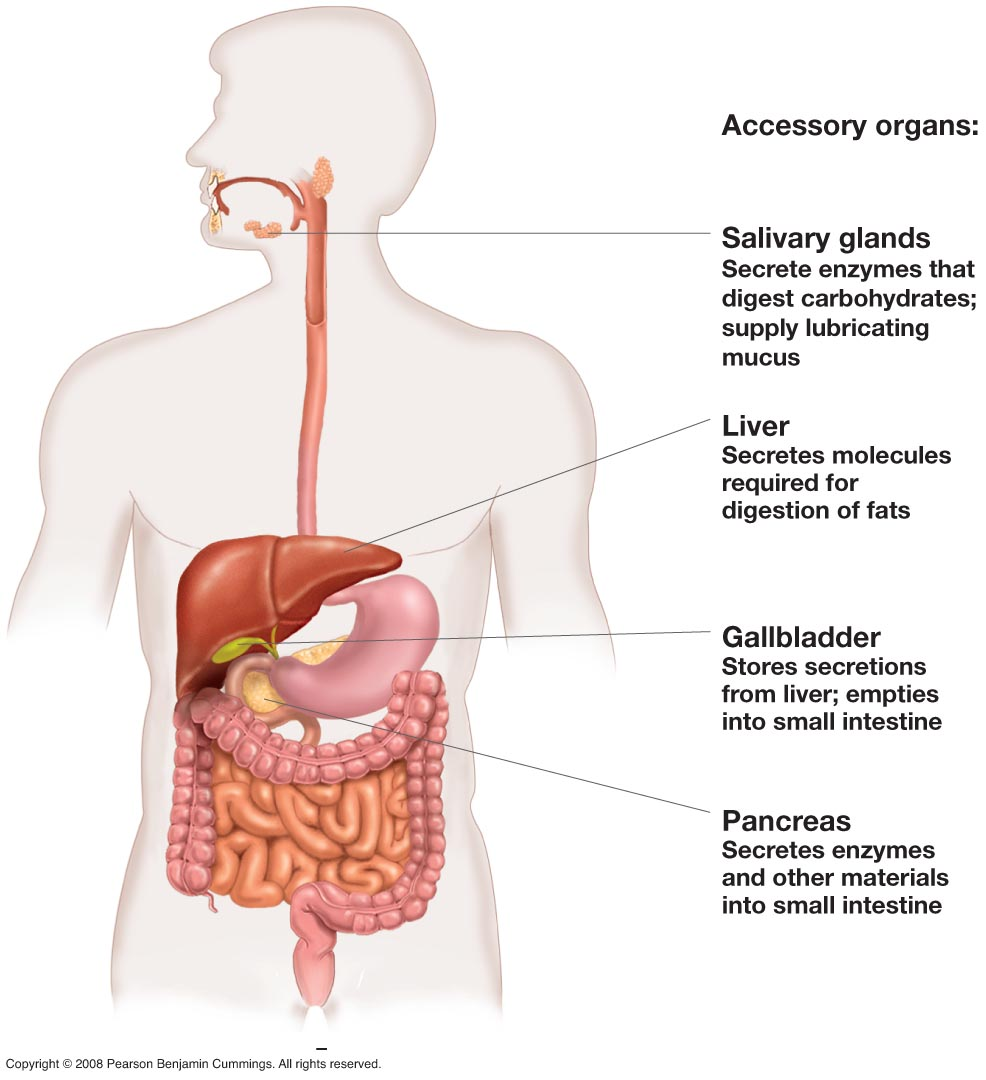 Accessory organs:
Salivary glands
Secrete enzymes that
digest carbohydrates;
supply lubricating
mucus
Liver
Secretes molecules
required for
digestion of fats
Gallbladder
Stores secretions
from liver; empties
into small intestine
Pancreas
Secretes enzymes
and other materials
into small intestine
Copyright © 2008 Pearson Benjamin Cummings. All rights reserved.